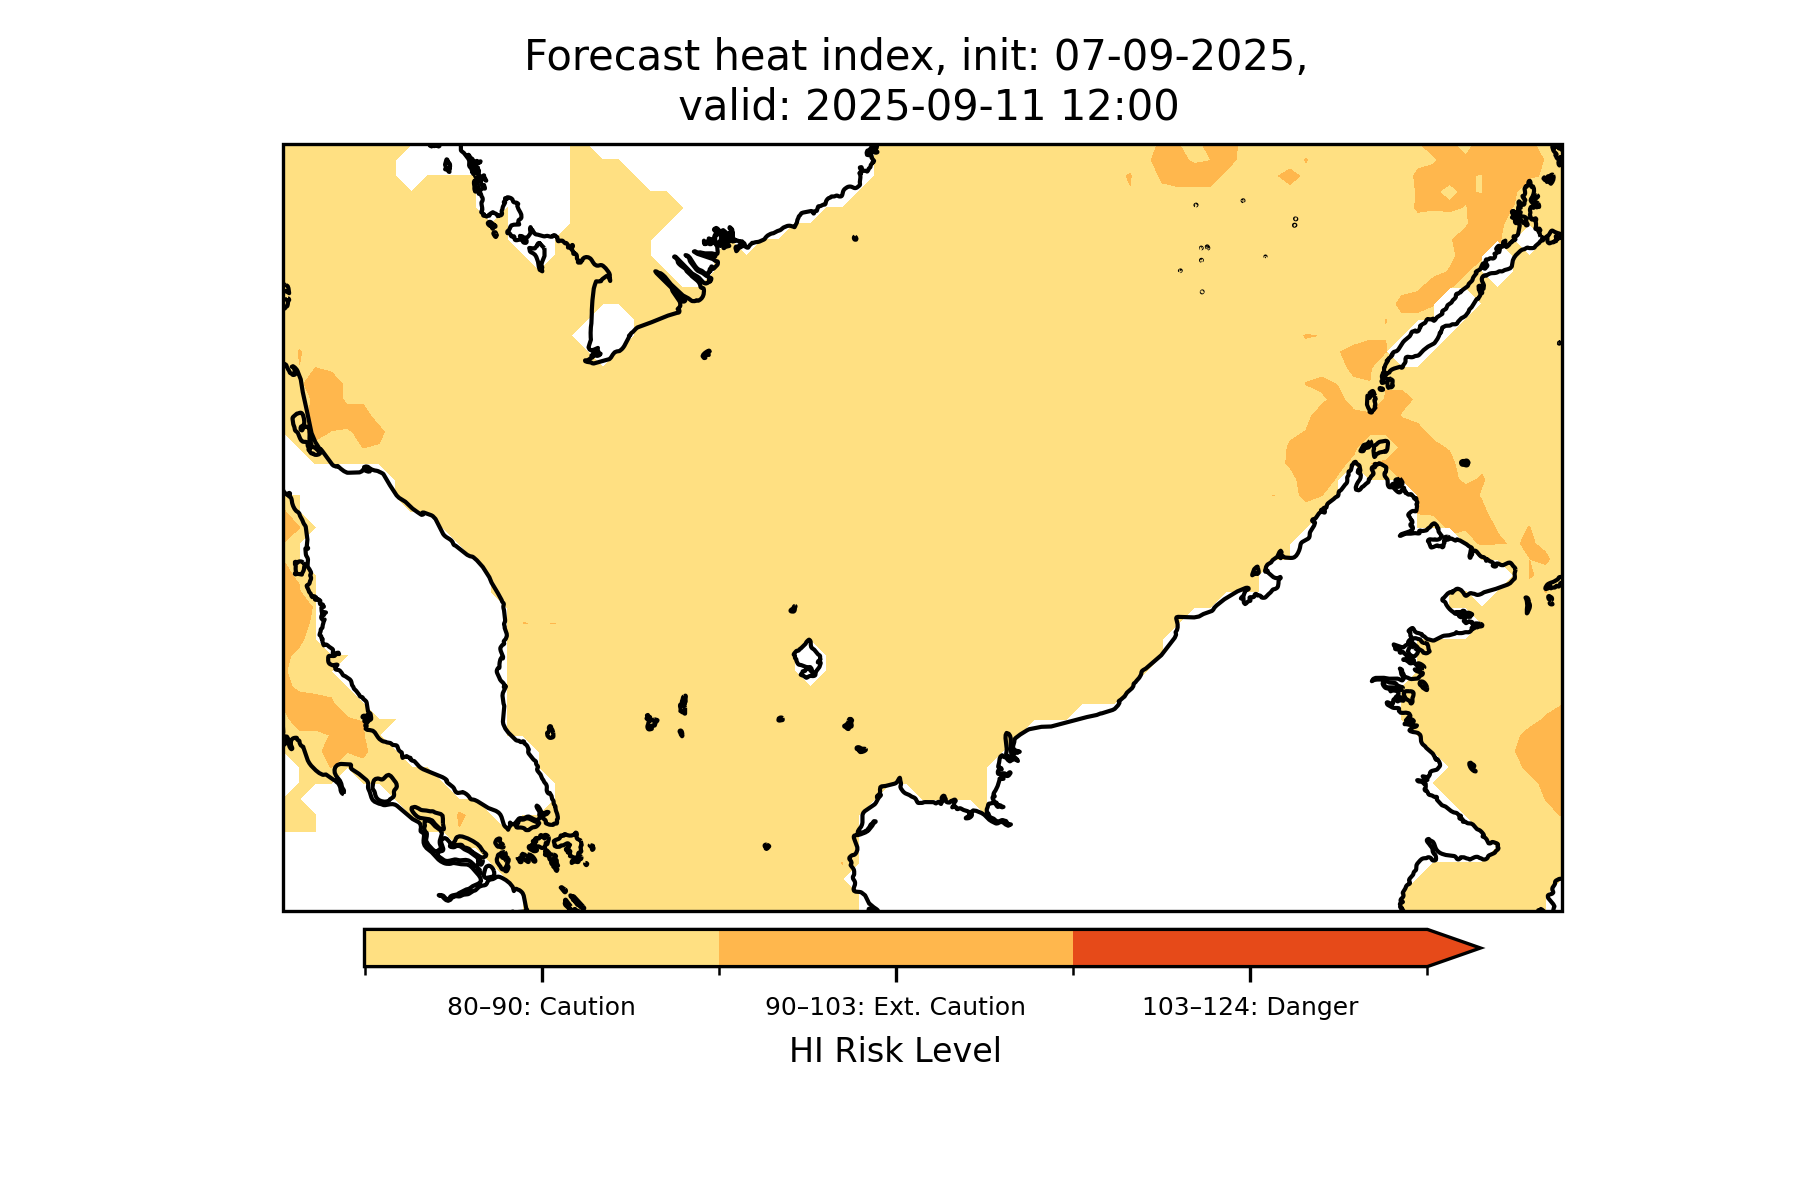 Forecast heat index, init: 07-09-2025,
valid: 2025-09-11 12:00
80–90: Caution
90–103: Ext. Caution
103–124: Danger
HI Risk Level